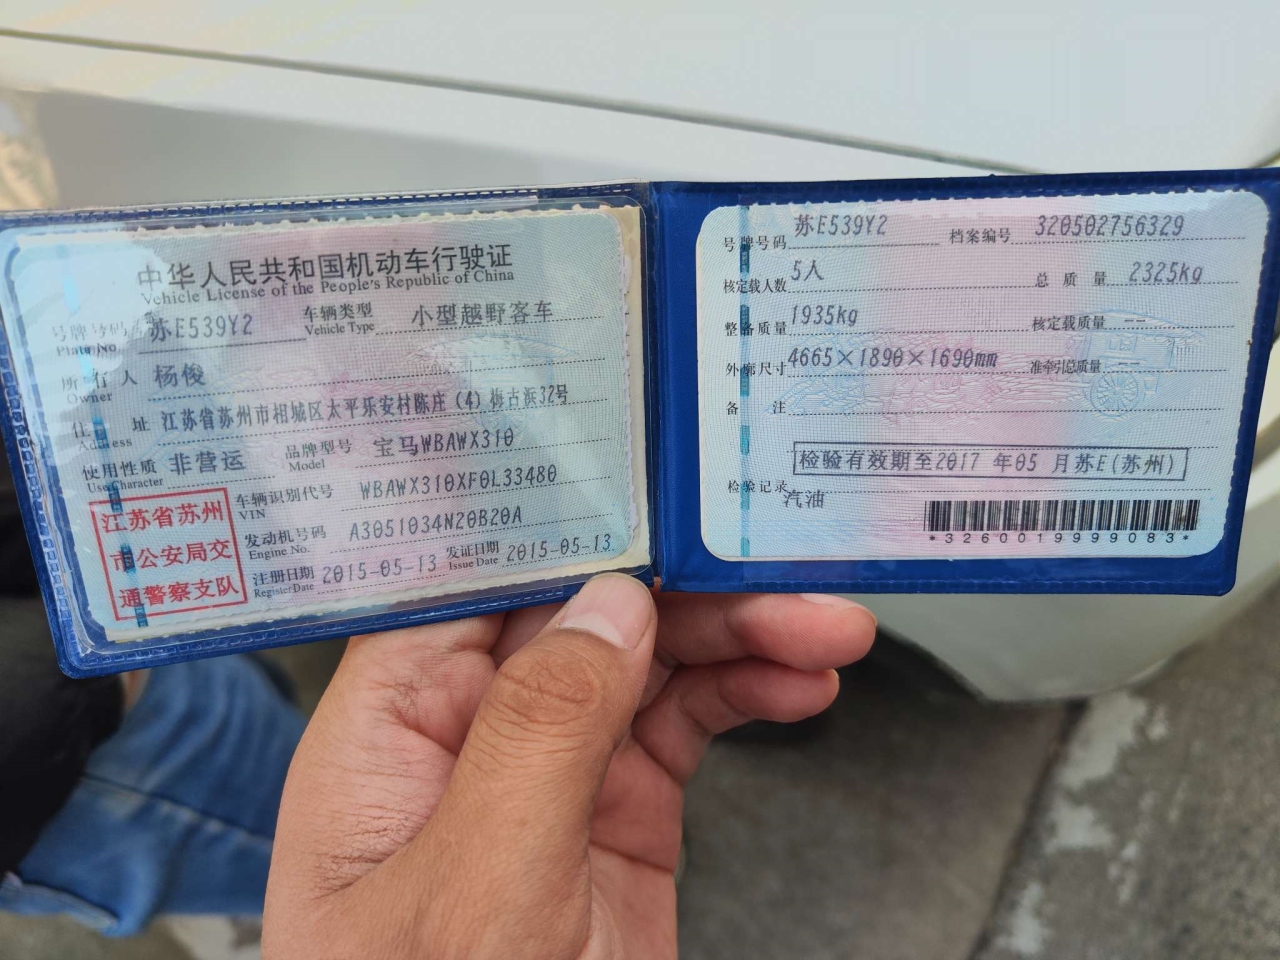 中华人民共和国机动车行驶证
Vehicle License of the People's Republic of China
号牌号码 苏E539Y2 车辆类型 小型越野客车
Plate No. Vehicle Type
所有人 杨俊
Owner
住址 江苏省苏州市相城区太平乐安村陈庄(4)梅古浜32号
Address
使用性质 非营运 品牌型号 宝马WBAWX310
Use Character Model
江苏省苏州
市公安局交
通警察支队
车辆识别代号 WBAWX310XF0L33480
VIN
发动机号码 A3051034N20B20A
Engine No.
注册日期 2015-05-13 发证日期 2015-05-13
Register Date Issue Date
号牌号码 苏E539Y2 档案编号 320502756329
核定载人数 5人 总质量 2325kg
整备质量 1935kg 核定载质量 --
外廓尺寸 4665×1890×1690mm 准牵引总质量 --
备注
检验有效期至2017 年05 月苏E(苏州)
检验记录
汽油
*3260019999083*